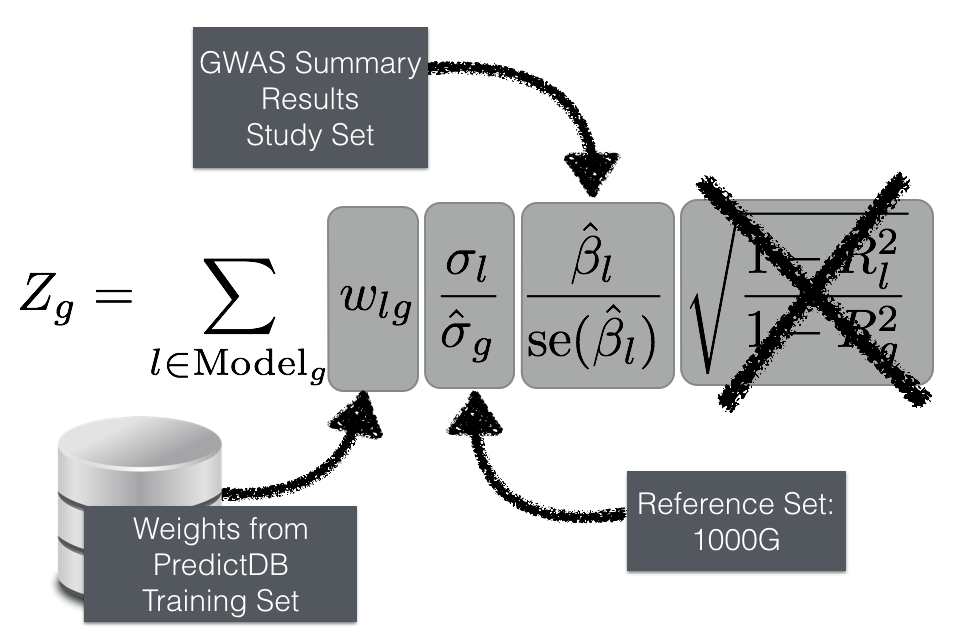 GWAS Summary
Results
Study Set
Z_g = \sum_{l \in \mathrm{Model}_g} w_{lg} \frac{\sigma_l}{\hat{\sigma}_g} \frac{\hat{\beta}_l}{\mathrm{se}(\hat{\beta}_l)} \sqrt{\frac{1 - R_l^2}{1 - R_g^2}}
Weights from
PredictDB
Training Set
Reference Set:
1000G